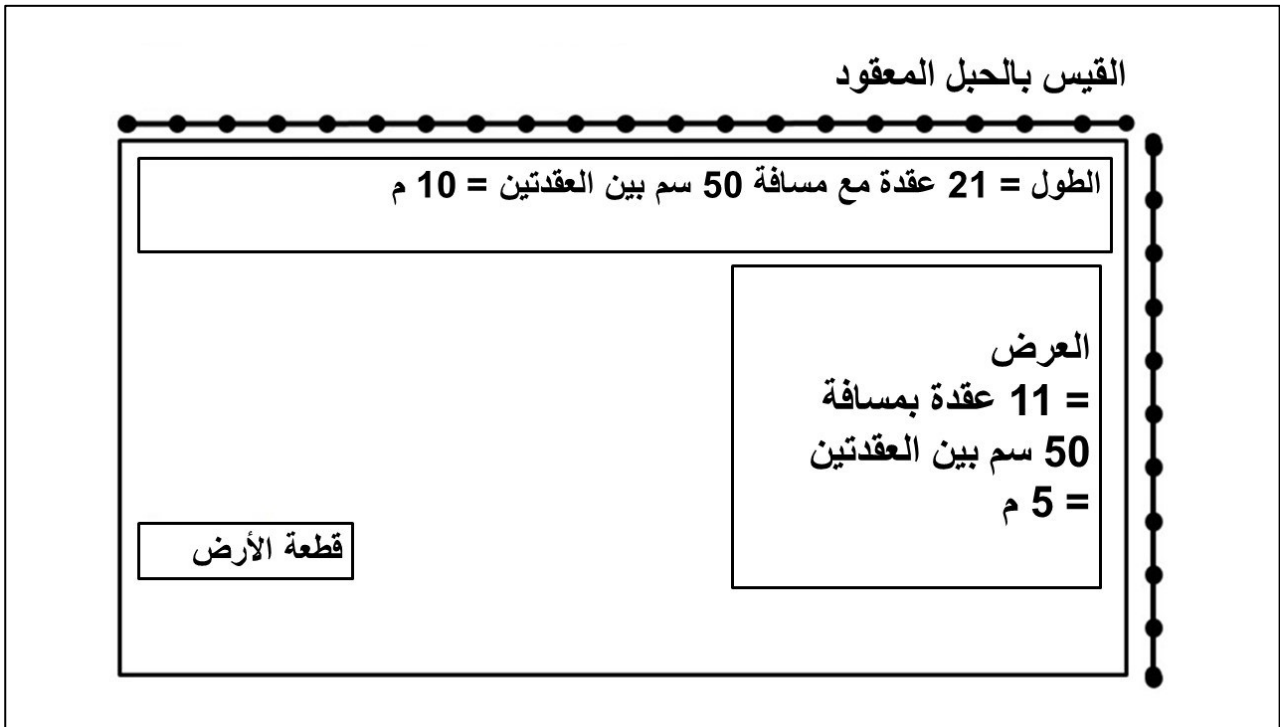 القيس بالحبل المعقود
الطول = 21 عقدة مع مسافة 50 سم بين العقدتين = 10 م
العرض
= 11 عقدة بمسافة
50 سم بين العقدتين
= 5 م
قطعة الأرض